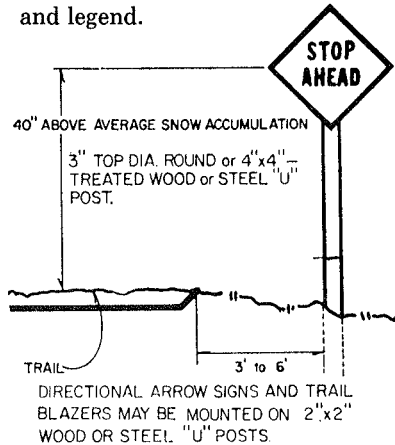 and legend.
STOP
AHEAD
40" ABOVE AVERAGE SNOW ACCUMULATION
3" TOP DIA. ROUND or 4"x4"
TREATED WOOD or STEEL "U"
POST.
TRAIL
3' to 6'
DIRECTIONAL ARROW SIGNS AND TRAIL
BLAZERS MAY BE MOUNTED ON 2"x2"
WOOD OR STEEL "U" POSTS.